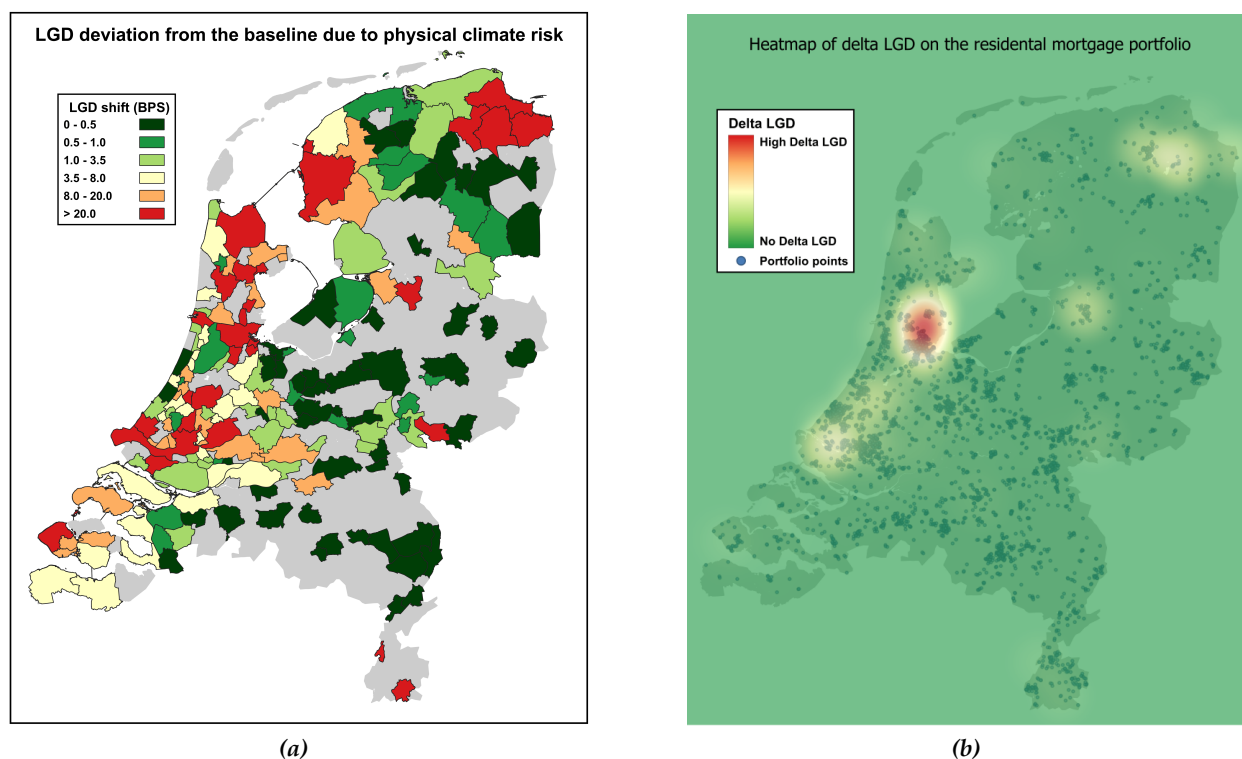 LGD deviation from the baseline due to physical climate risk
LGD shift (BPS)
0 - 0.5
0.5 - 1.0
1.0 - 3.5
3.5 - 8.0
8.0 - 20.0
> 20.0
(a)
Heatmap of delta LGD on the residental mortgage portfolio
Delta LGD
High Delta LGD
No Delta LGD
Portfolio points
(b)